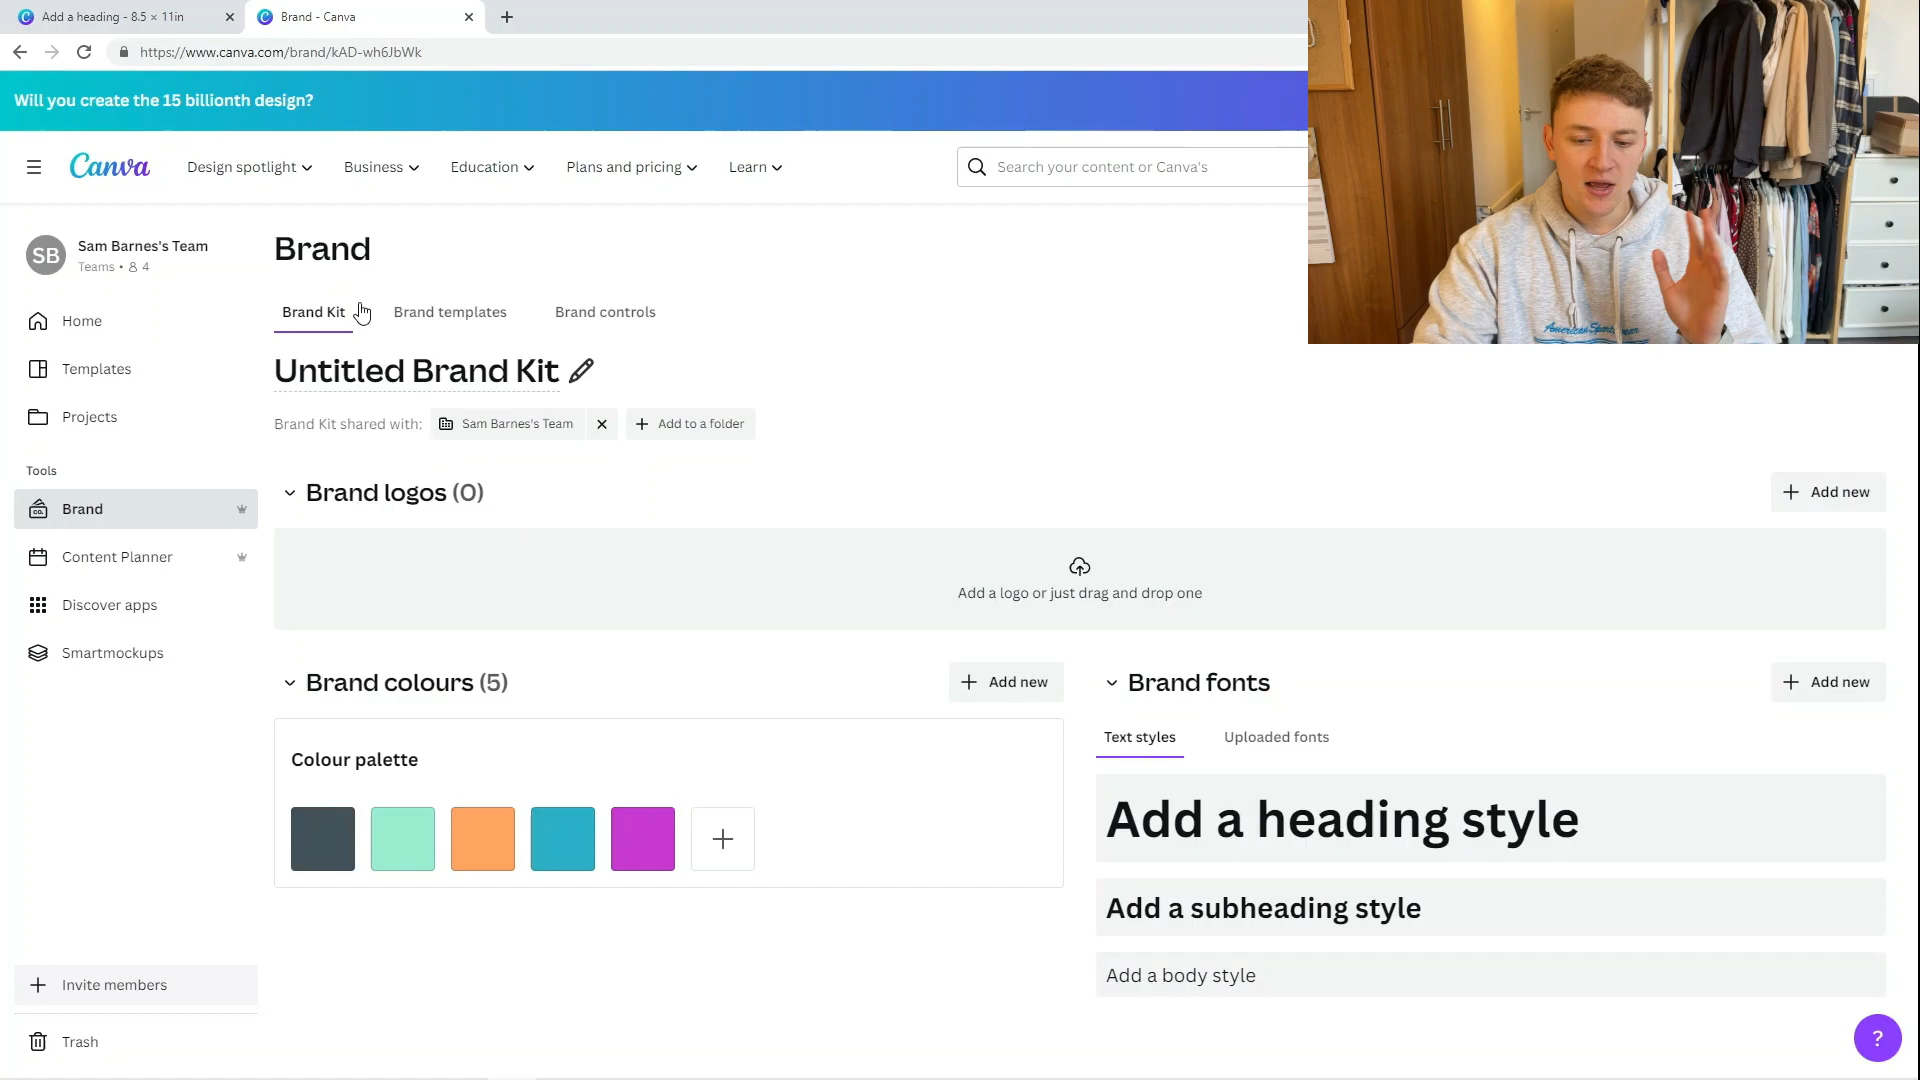 Add a heading - 8.5 × 11in
Brand - Canva
https://www.canva.com/brand/kAD-wh6JbWk
Will you create the 15 billionth design?
Canva
Design spotlight
Business
Education
Plans and pricing
Learn
Search your content or Canva's
SB
Sam Barnes's Team
Teams • 4
Home
Templates
Projects
Tools
Brand
Content Planner
Discover apps
Smartmockups
Invite members
Trash
Brand
Brand Kit
Brand templates
Brand controls
Untitled Brand Kit
Brand Kit shared with:
Sam Barnes's Team
Add to a folder
Brand logos (0)
Add new
Add a logo or just drag and drop one
Brand colours (5)
Add new
Colour palette
Brand fonts
Add new
Text styles
Uploaded fonts
Add a heading style
Add a subheading style
Add a body style
?
American